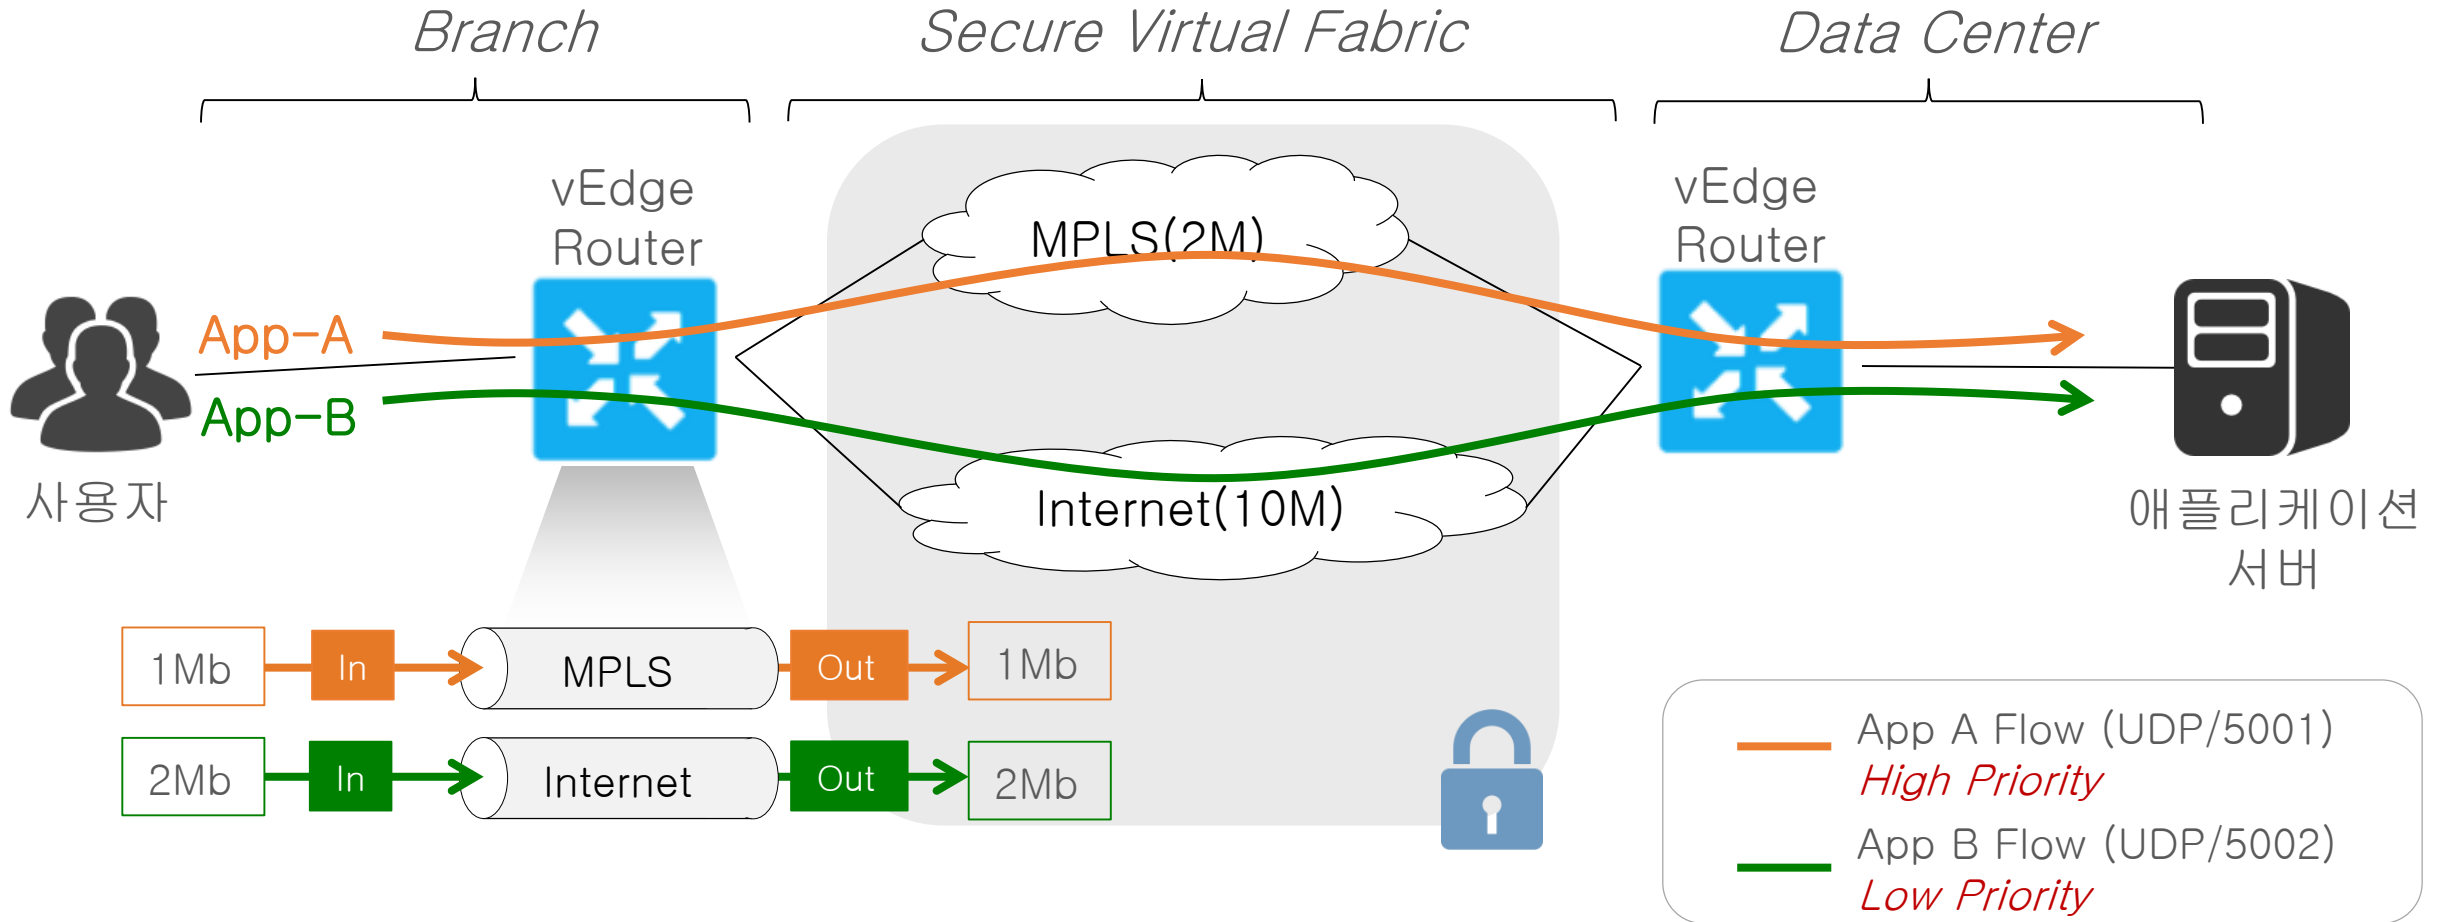 Branch
Secure Virtual Fabric
Data Center
vEdge
Router
vEdge
Router
MPLS(2M)
App-A
App-B
사용자
Internet(10M)
애플리케이션
서버
1Mb
In
MPLS
Out
1Mb
2Mb
In
Internet
Out
2Mb
App A Flow (UDP/5001)
High Priority
App B Flow (UDP/5002)
Low Priority